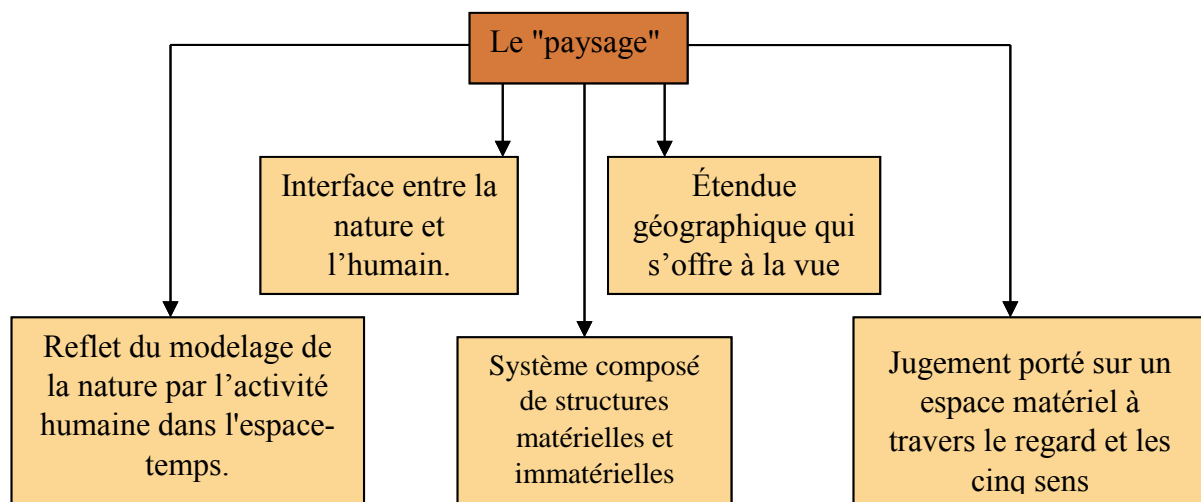 Le "paysage"
Interface entre la
nature et
l’humain.
Étendue
géographique qui
s’offre à la vue
Reflet du modelage de
la nature par l’activité
humaine dans l'espace-
temps.
Système composé
de structures
matérielles et
immatérielles
Jugement porté sur un
espace matériel à
travers le regard et les
cinq sens